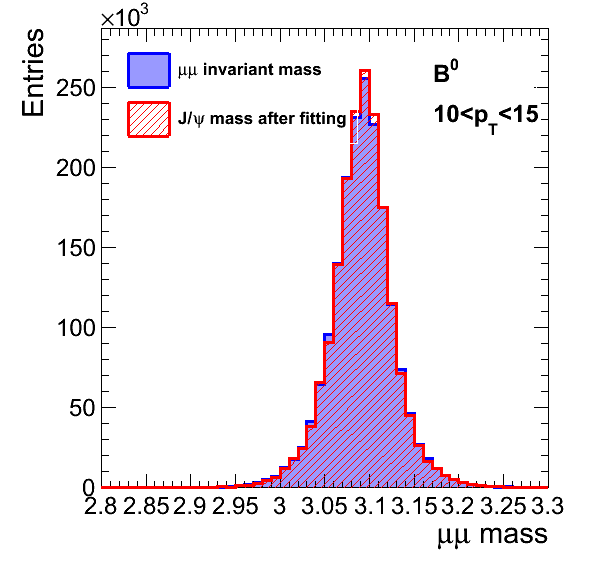 ×10³
Entries
μμ invariant mass
J/ψ mass after fitting
B⁰
10<p_T<15
250
200
150
100
50
0
2.8 2.85 2.9 2.95 3 3.05 3.1 3.15 3.2 3.25 3.3
μμ mass